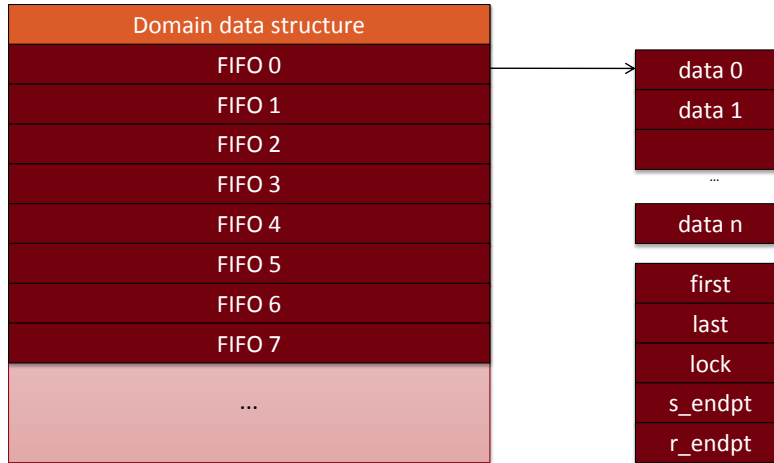 Domain data structure
FIFO 0
FIFO 1
FIFO 2
FIFO 3
FIFO 4
FIFO 5
FIFO 6
FIFO 7
...
data 0
data 1
...
data n
first
last
lock
s_endpt
r_endpt